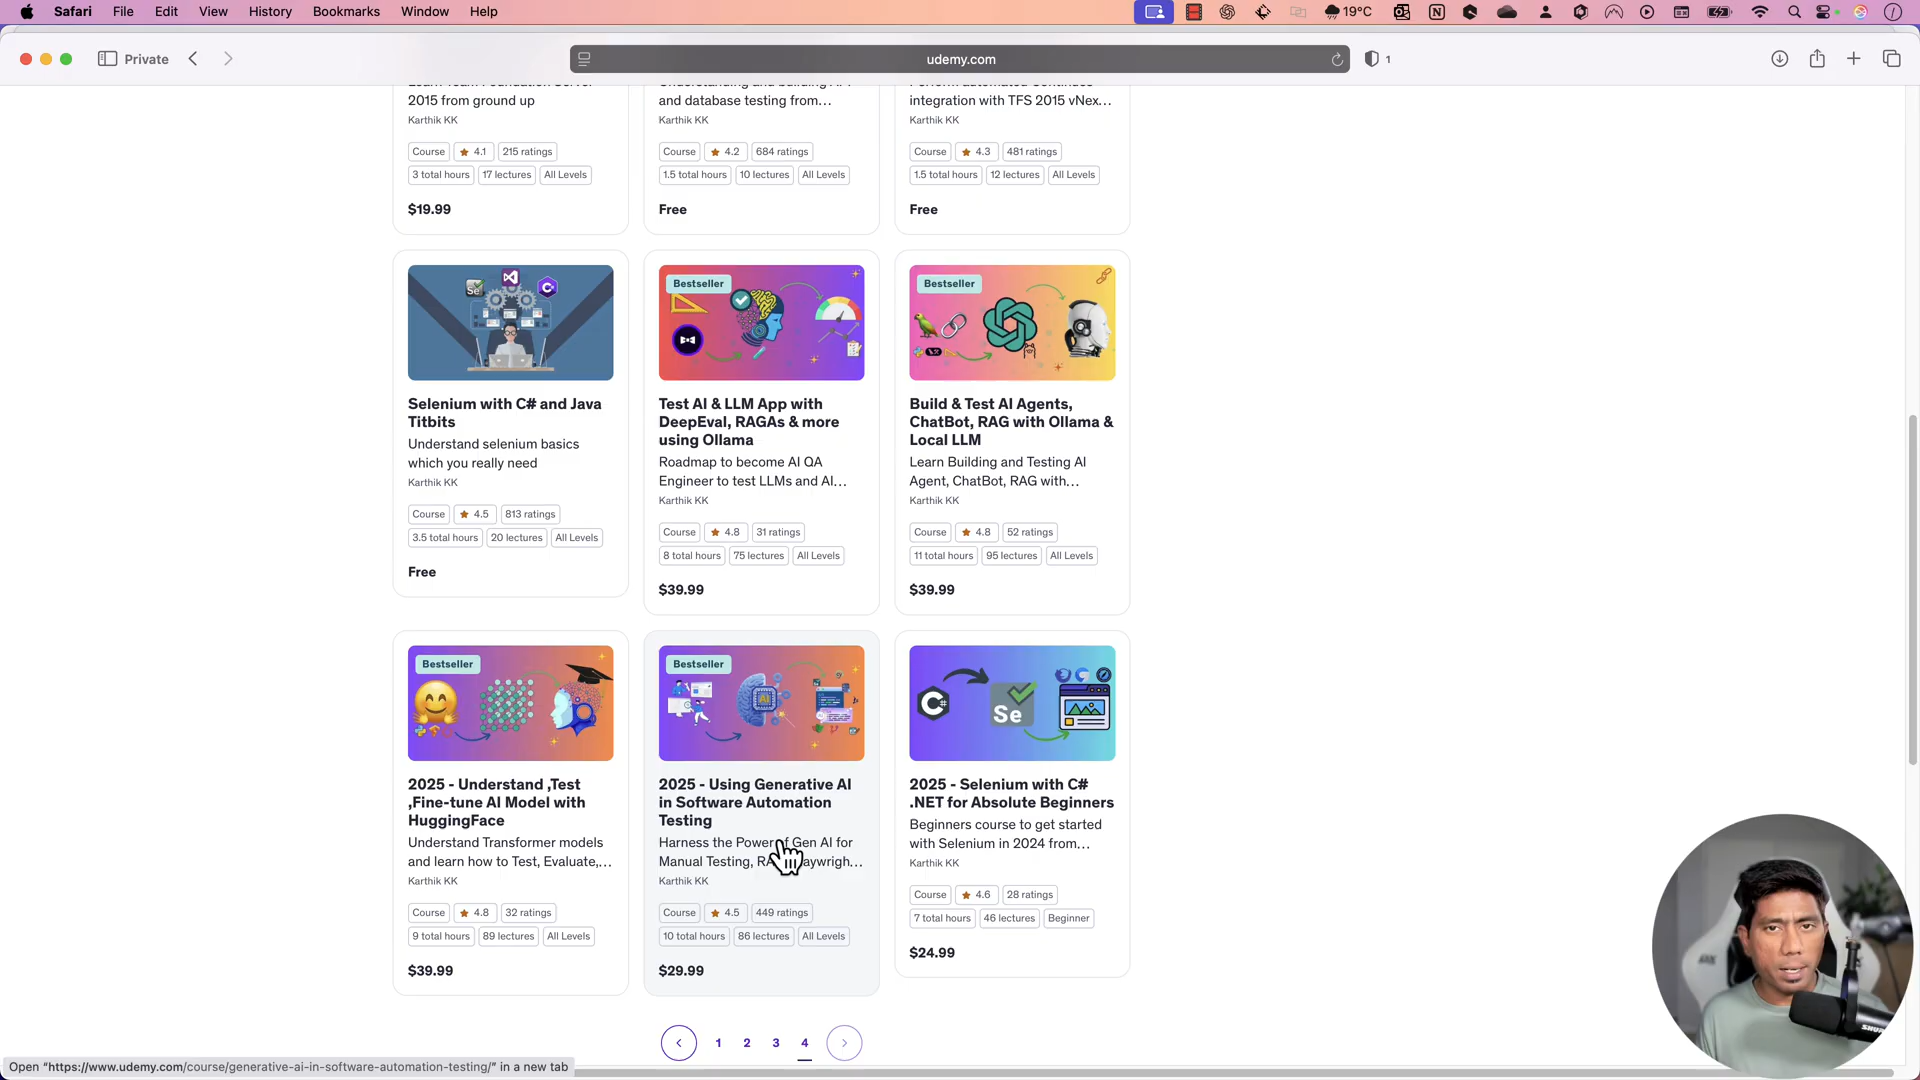 Safari File Edit View History Bookmarks Window Help
19°C
Private
udemy.com
1
2015 from ground up
Karthik KK
Course 4.1 215 ratings
3 total hours 17 lectures All Levels
$19.99
and database testing from...
Karthik KK
Course 4.2 684 ratings
1.5 total hours 10 lectures All Levels
Free
integration with TFS 2015 vNex...
Karthik KK
Course 4.3 481 ratings
1.5 total hours 12 lectures All Levels
Free
Se
Selenium with C# and Java
Titbits
Understand selenium basics
which you really need
Karthik KK
Course 4.5 813 ratings
3.5 total hours 20 lectures All Levels
Free
Bestseller
Test AI & LLM App with
DeepEval, RAGAs & more
using Ollama
Roadmap to become AI QA
Engineer to test LLMs and AI...
Karthik KK
Course 4.8 31 ratings
8 total hours 75 lectures All Levels
$39.99
Bestseller
Build & Test AI Agents,
ChatBot, RAG with Ollama &
Local LLM
Learn Building and Testing AI
Agent, ChatBot, RAG with...
Karthik KK
Course 4.8 52 ratings
11 total hours 95 lectures All Levels
$39.99
Bestseller
2025 - Understand ,Test
,Fine-tune AI Model with
HuggingFace
Understand Transformer models
and learn how to Test, Evaluate,...
Karthik KK
Course 4.8 32 ratings
9 total hours 89 lectures All Levels
$39.99
Bestseller
AI
2025 - Using Generative AI
in Software Automation
Testing
Harness the Power of Gen AI for
Manual Testing,
Karthik KK
Course 4.5 449 ratings
10 total hours 86 lectures All Levels
$29.99
C#
Se
2025 - Selenium with C#
.NET for Absolute Beginners
Beginners course to get started
with Selenium in 2024 from...
Karthik KK
Course 4.6 28 ratings
7 total hours 46 lectures Beginner
$24.99
1 2 3 4
Open "https://www.udemy.com/course/generative-ai-in-software-automation-testing/" in a new tab